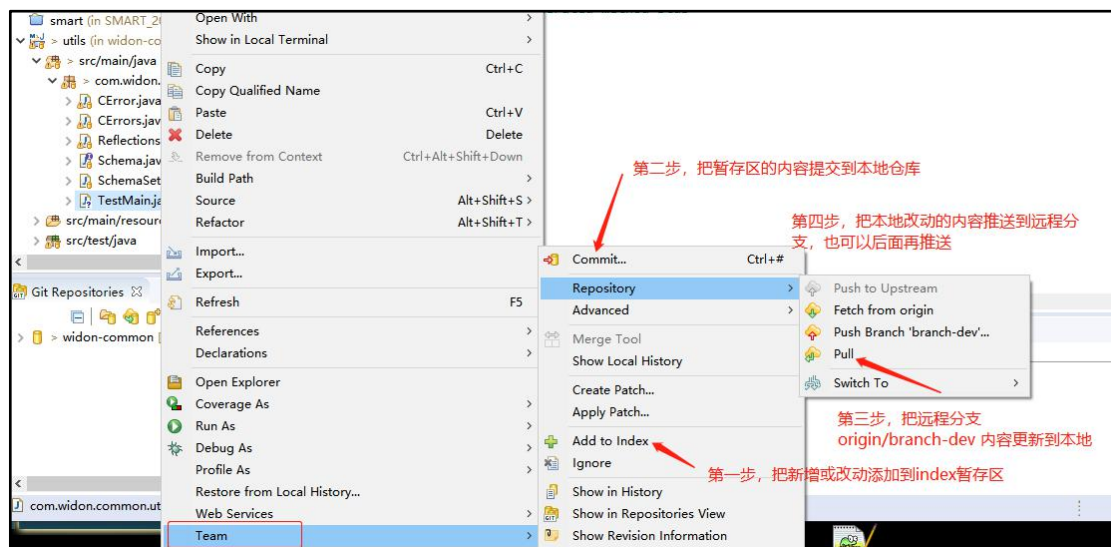 smart (in SMART_20
> utils (in widon-co
> src/main/java
> com.widon.
CError.java
CErrors.jav
Reflections
Schema.jav
SchemaSet
TestMain.ja
src/main/resour
src/test/java
Git Repositories
> widon-common [
com.widon.common.ut
Open With
Show in Local Terminal
Copy Ctrl+C
Copy Qualified Name
Paste Ctrl+V
Delete Delete
Remove from Context Ctrl+Alt+Shift+Down
Build Path
Source Alt+Shift+S
Refactor Alt+Shift+T
Import...
Export...
Refresh F5
References
Declarations
Open Explorer
Coverage As
Run As
Debug As
Profile As
Restore from Local History...
Web Services
Team
第二步，把暂存区的内容提交到本地仓库
第四步，把本地改动的内容推送到远程分
支，也可以后面再推送
Commit... Ctrl+#
Repository
Advanced
Merge Tool
Show Local History
Create Patch...
Apply Patch...
Add to Index
Ignore
Show in History
Show in Repositories View
Show Revision Information
Push to Upstream
Fetch from origin
Push Branch 'branch-dev'...
Pull
Switch To
第三步，把远程分支
origin/branch-dev 内容更新到本地
第一步，把新增或改动添加到index暂存区